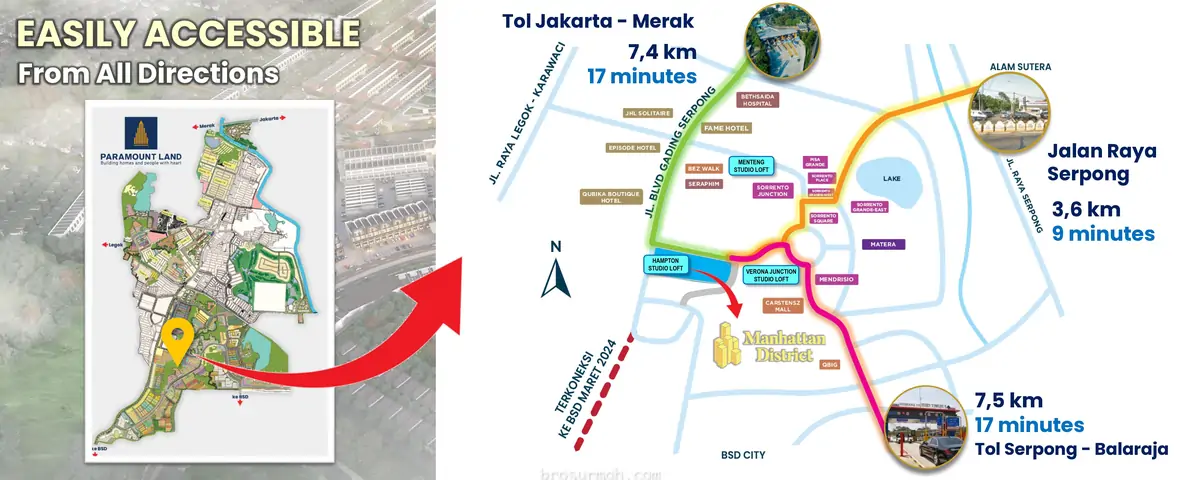 EASILY ACCESSIBLE
From All Directions
PARAMOUNT LAND
Building homes and people with heart
Merak
Jakarta
Legok
ke BSD
ke BSD
Tol Jakarta - Merak
7,4 km
17 minutes
JL. RAYA LEGOK - KARAWACI
JL. BLVD GADING SERPONG
BETHSAIDA
HOSPITAL
JHL SOLITAIRE
FAME HOTEL
EPISODE HOTEL
BEZ WALK
SERAPHIM
QUBIKA BOUTIQUE
HOTEL
MENTENG
STUDIO LOFT
SORRENTO
JUNCTION
PISA
GRANDE
SORRENTO
PLACE
SORRENTO
SQUARE
SORRENTO
GRANDE-EAST
LAKE
MATERA
MENDRISIO
ALAM SUTERA
Jalan Raya
Serpong
3,6 km
9 minutes
JL. RAYA SERPONG
N
HAMPTON
STUDIO LOFT
VERONA JUNCTION
STUDIO LOFT
CARSTENSZ
MALL
Manhattan
District
QBIG
TERKONEKSI
KE BSD MARET 2024
BSD CITY
7,5 km
17 minutes
Tol Serpong - Balaraja
brosurmoh.com